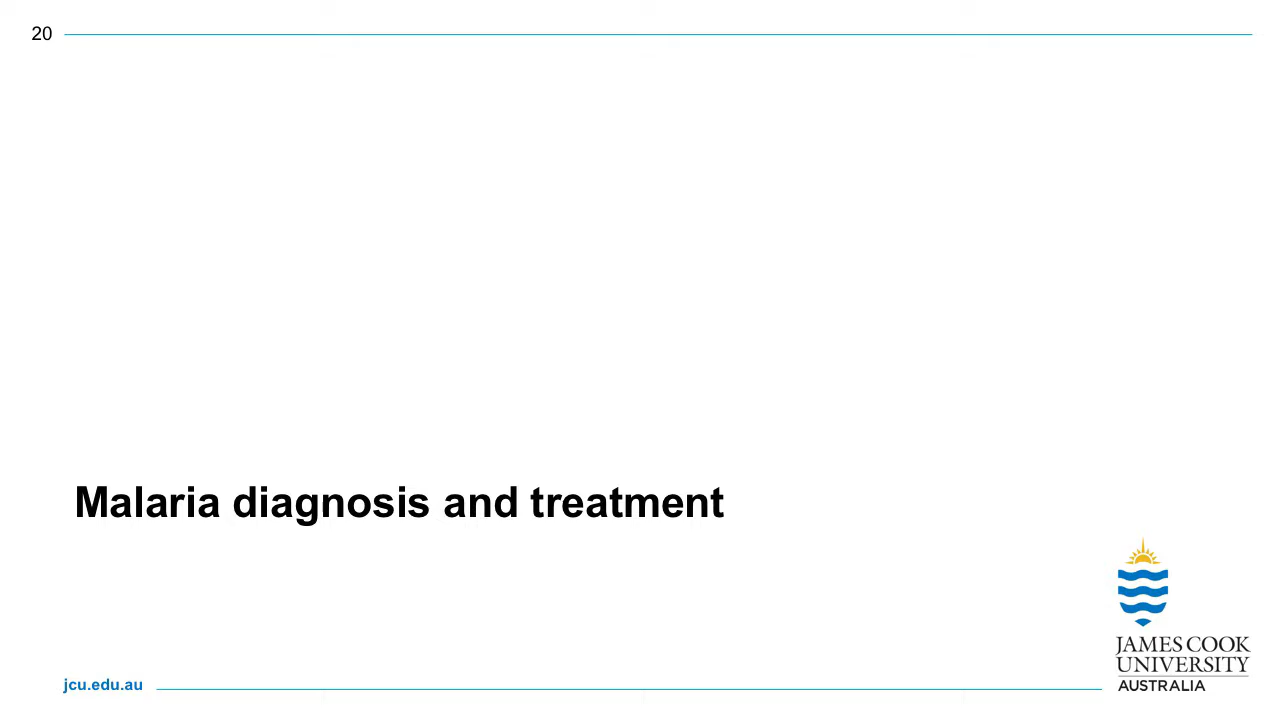 20
Malaria diagnosis and treatment
JAMES COOK
UNIVERSITY
AUSTRALIA
jcu.edu.au